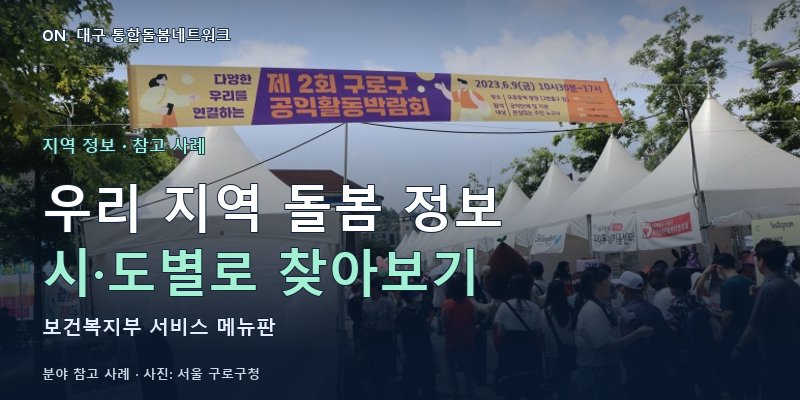 ON 대구 통합돌봄네트워크
다양한
우리를
연결하는
제 2회 구로구
공익활동박람회
2023.6.9(금) 10시30분~17시
지역 정보 · 참고 사례
우리 지역 돌봄 정보
시·도별로 찾아보기
보건복지부 서비스 메뉴판
분야 참고 사례 · 사진: 서울 구로구청
Instagram